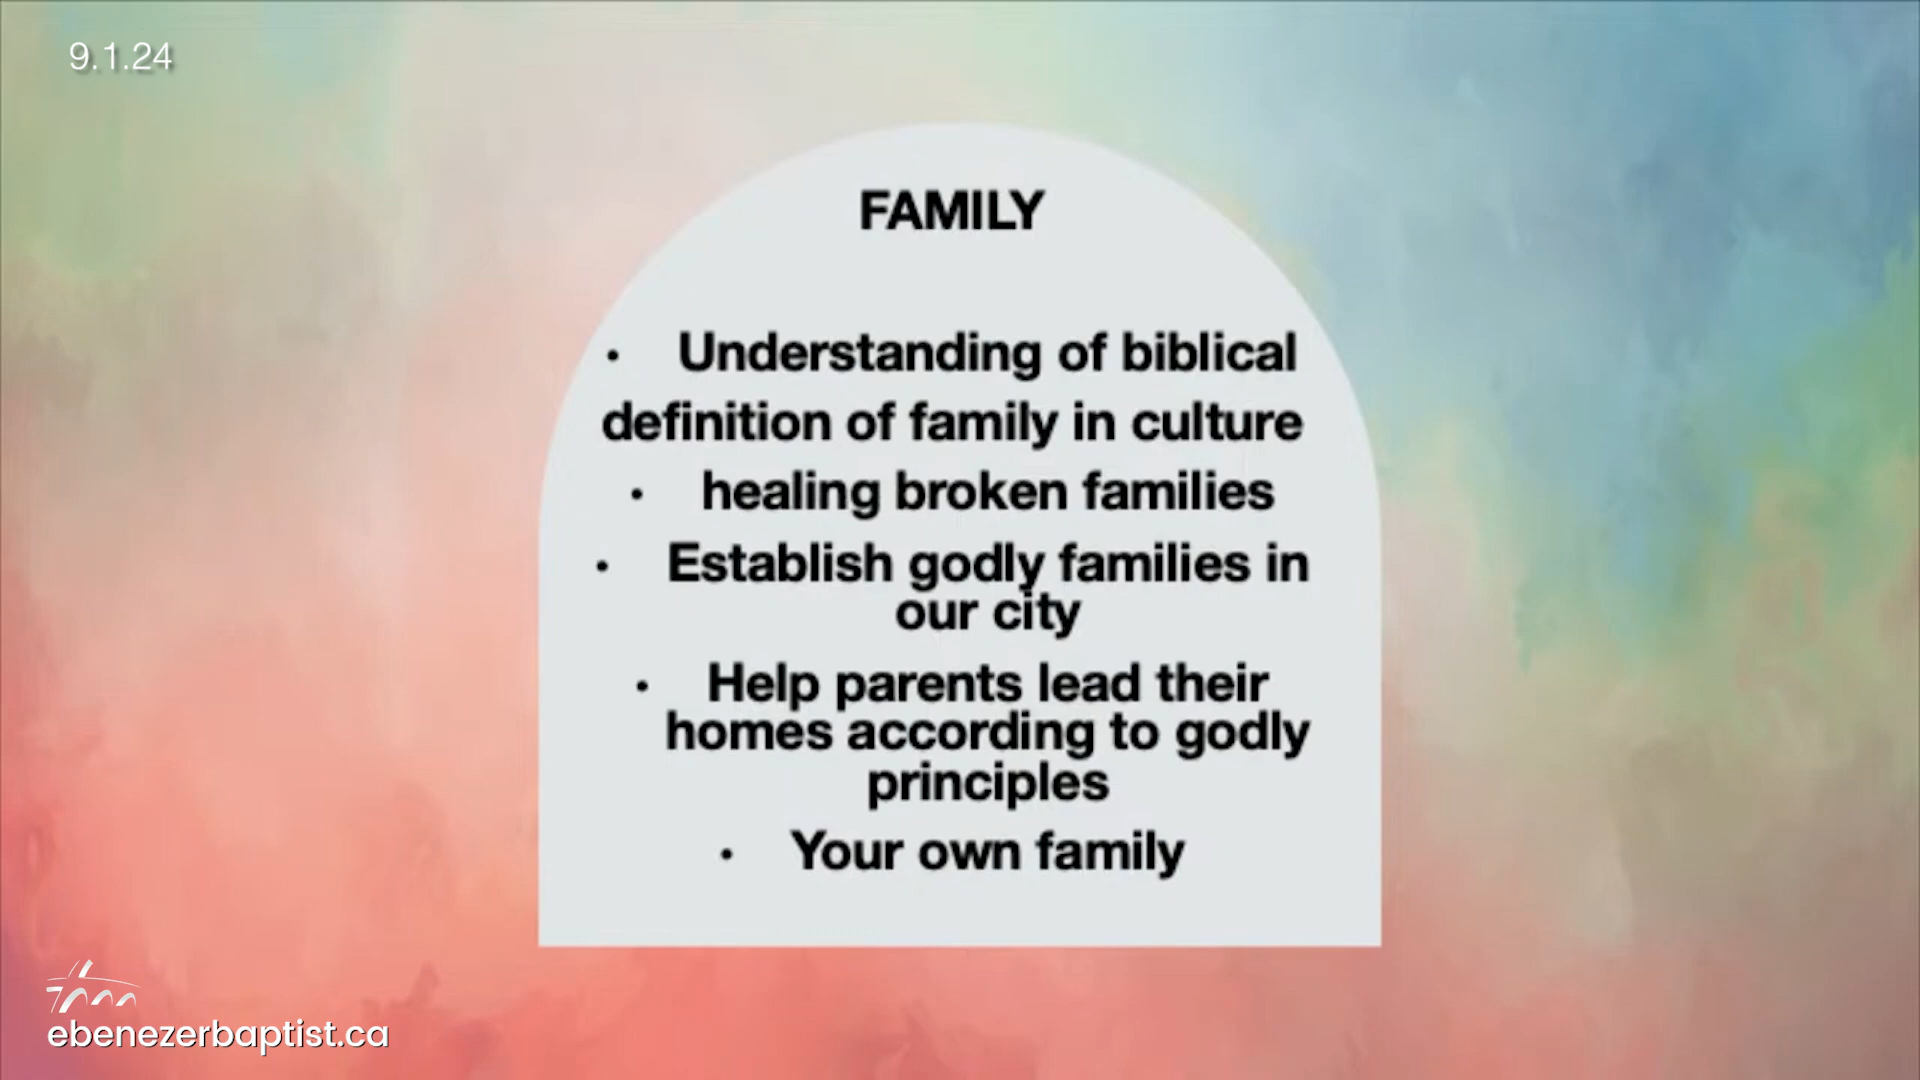 9.1.24
FAMILY
• Understanding of biblical
definition of family in culture
• healing broken families
• Establish godly families in
our city
• Help parents lead their
homes according to godly
principles
• Your own family
ebenezerbaptist.ca